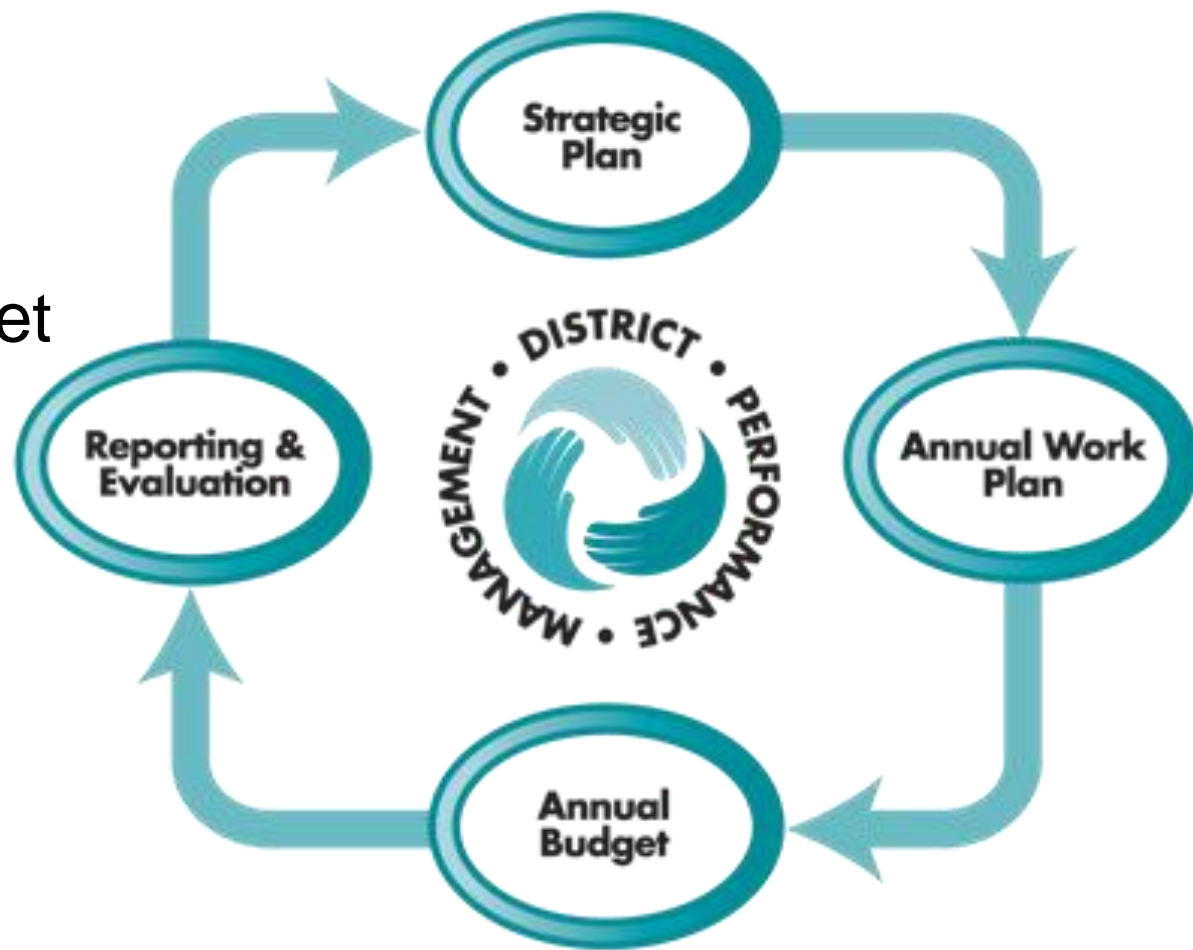 Strategic
Plan
et
• DISTRICT • PERFORMANCE • MANAGEMENT
Reporting &
Evaluation
Annual Work
Plan
Annual
Budget